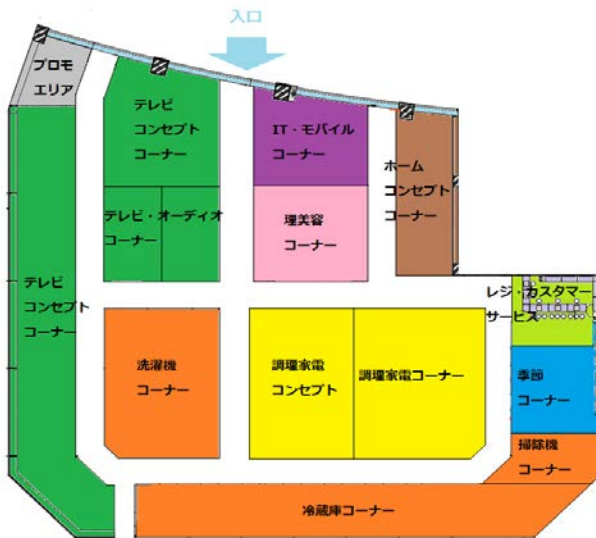 入口
プロモ
エリア
テレビ
コンセプト
コーナー
IT・モバイル
コーナー
ホーム
コンセプト
コーナー
テレビ・オーディオ
コーナー
理美容
コーナー
テレビ
コンセプト
コーナー
レジ・カスタマー
サービス
洗濯機
コーナー
調理家電
コンセプト
調理家電コーナー
季節
コーナー
掃除機
コーナー
冷蔵庫コーナー